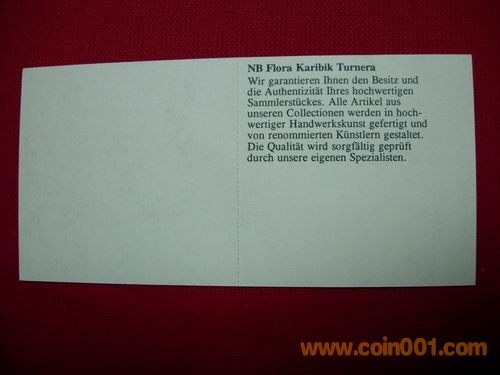 NB Flora Karibik Turnera
Wir garantieren Ihnen den Besitz und
die Authentizität Ihres hochwertigen
Sammlerstückes. Alle Artikel aus
unseren Collectionen werden in hoch-
wertiger Handwerkskunst gefertigt und
von renommierten Künstlern gestaltet.
Die Qualität wird sorgfältig geprüft
durch unsere eigenen Spezialisten.
www.coin001.com